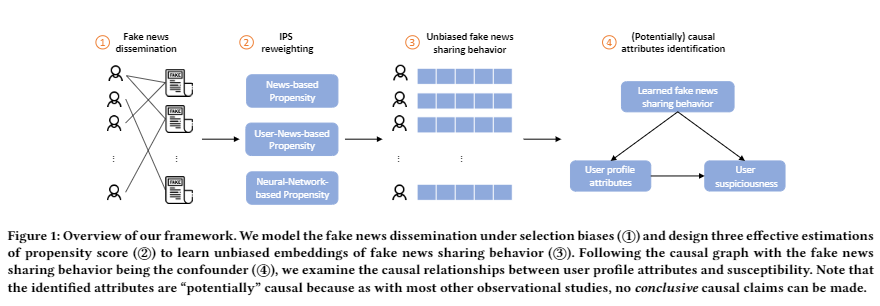 ① Fake news
dissemination
② IPS
reweighting
③ Unbiased fake news
sharing behavior
④ (Potentially) causal
attributes identification
FAKE
FAKE
FAKE
News-based
Propensity
User-News-based
Propensity
Neural-Network-
based Propensity
Learned fake news
sharing behavior
User profile
attributes
User
suspiciousness
Figure 1: Overview of our framework. We model the fake news dissemination under selection biases (①) and design three effective estimations
of propensity score (②) to learn unbiased embeddings of fake news sharing behavior (③). Following the causal graph with the fake news
sharing behavior being the confounder (④), we examine the causal relationships between user profile attributes and susceptibility. Note that
the identified attributes are “potentially” causal because as with most other observational studies, no conclusive causal claims can be made.